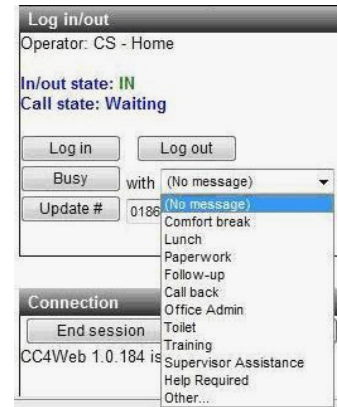 Log in/out
Operator: CS - Home
In/out state: IN
Call state: Waiting
Log in Log out
Busy with (No message)
Update # 0186
(No message)
Comfort break
Lunch
Paperwork
Follow-up
Call back
Office Admin
Toilet
Training
Supervisor Assistance
Help Required
Other...
Connection
End session
CC4Web 1.0.184 is